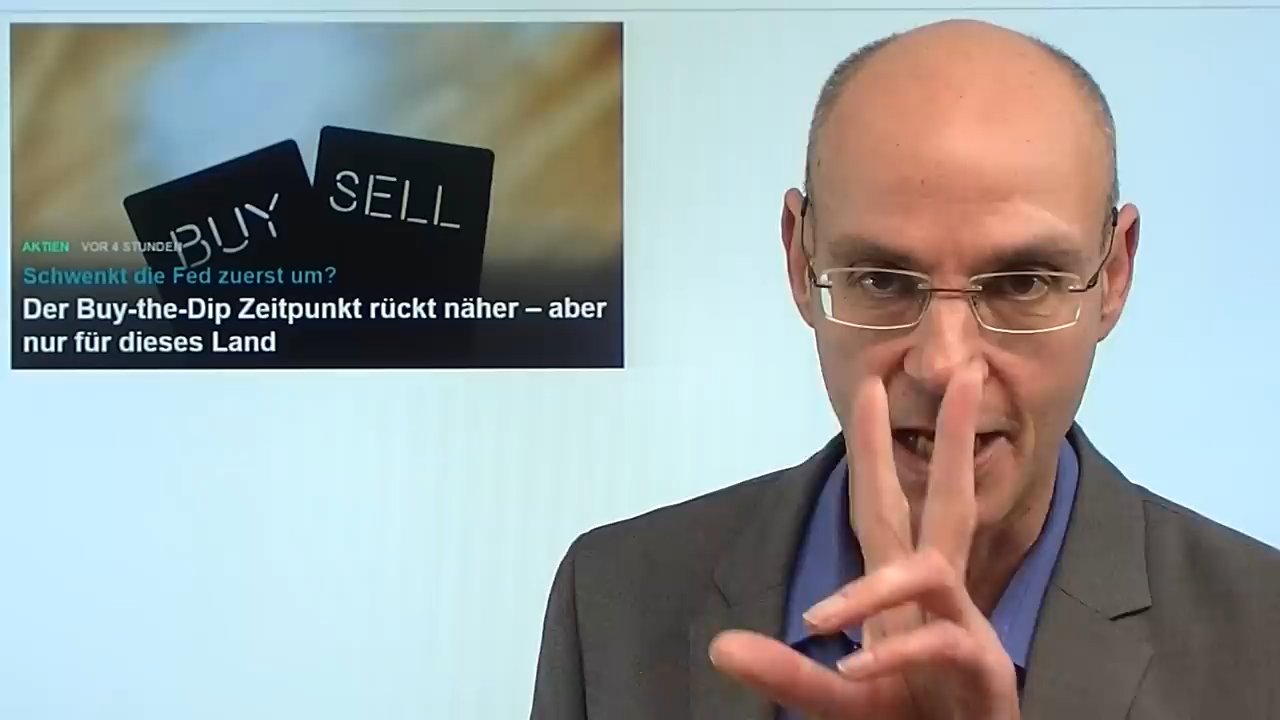 BUY
SELL
AKTIEN VOR 4 STUNDEN
Schwenkt die Fed zuerst um?
Der Buy-the-Dip Zeitpunkt rückt näher – aber
nur für dieses Land